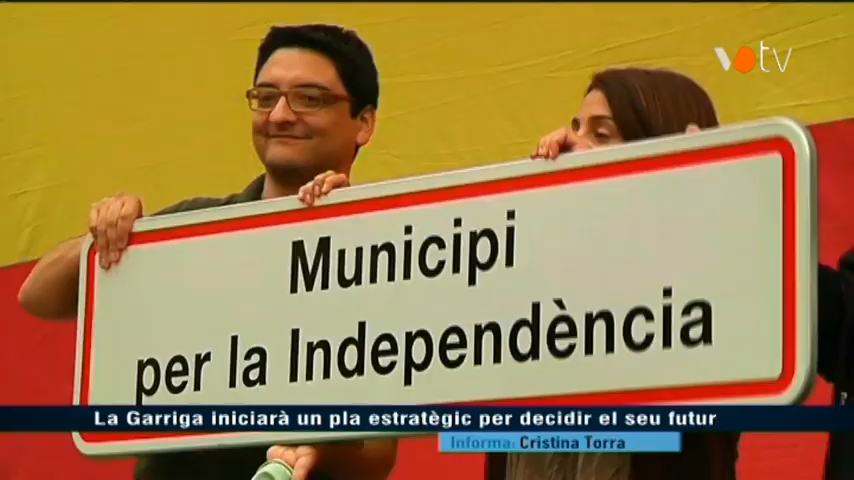 votv
Municipi
per la Independència
La Garriga iniciarà un pla estratègic per decidir el seu futur
Informa: Cristina Torra